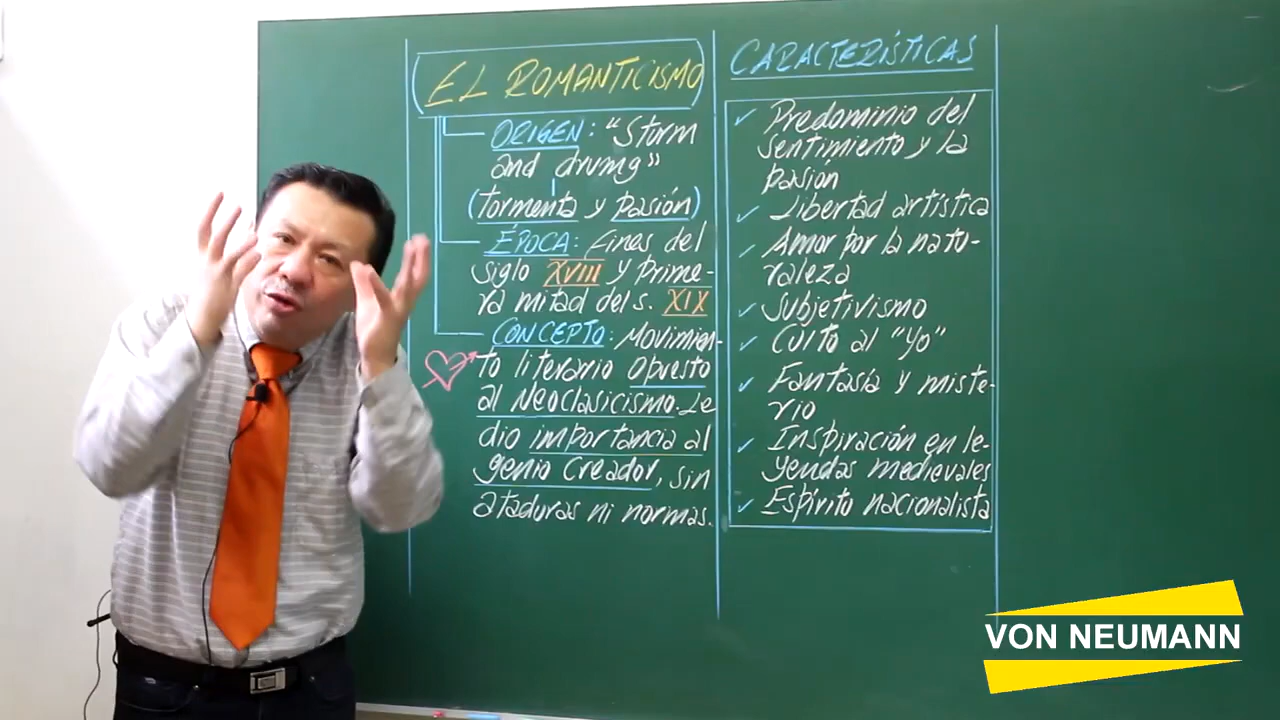 EL ROMANTICISMO
ORIGEN: "Sturm
and drumg"
(tormenta y pasión)
ÉPOCA: Fines del
siglo XVIII y prime-
ra mitad del s. XIX
CONCEPTO: Movimien-
to literario opuesto
al Neoclasicismo. Le
dio importancia al
genio creador, sin
ataduras ni normas.
CARACTERÍSTICAS
✓ Predominio del
sentimiento y la
pasión
✓ Libertad artística
✓ Amor por la natu-
raleza
✓ Subjetivismo
✓ Culto al "Yo"
✓ Fantasía y miste-
rio
✓ Inspiración en le-
yendas medievales
✓ Espíritu nacionalista
VON NEUMANN